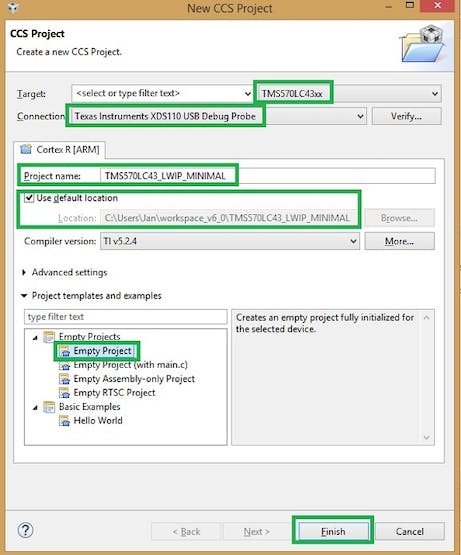 New CCS Project
CCS Project
Create a new CCS Project.
Target: <select or type filter text> TMS570LC43xx
Connection: Texas Instruments XDS110 USB Debug Probe Verify...
Cortex R [ARM]
Project name: TMS570LC43_LWIP_MINIMAL
Use default location
Location: C:\Users\Jan\workspace_v6_0\TMS570LC43_LWIP_MINIMAL Browse...
Compiler version: TI v5.2.4 More...
Advanced settings
Project templates and examples
type filter text
Creates an empty project fully initialized for the selected device.
Empty Projects
Empty Project
Empty Project (with main.c)
Empty Assembly-only Project
Empty RTSC Project
Basic Examples
Hello World
? < Back Next > Finish Cancel